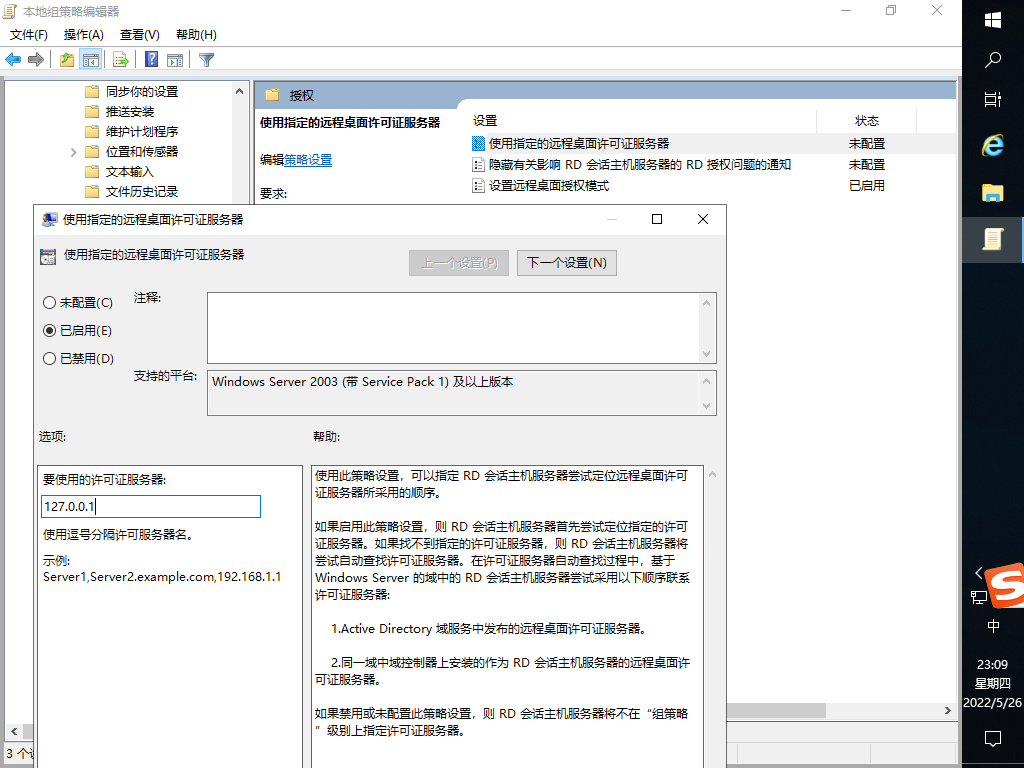 本地组策略编辑器
文件(F) 操作(A) 查看(V) 帮助(H)
同步你的设置
推送安装
维护计划程序
位置和传感器
文本输入
文件历史记录
授权
使用指定的远程桌面许可证服务器
编辑策略设置
要求:
设置 状态
使用指定的远程桌面许可证服务器 未配置
隐藏有关影响 RD 会话主机服务器的 RD 授权问题的通知 未配置
设置远程桌面授权模式 已启用
使用指定的远程桌面许可证服务器
使用指定的远程桌面许可证服务器
上一个设置(P) 下一个设置(N)
未配置(C) 注释:
已启用(E)
已禁用(D)
支持的平台: Windows Server 2003 (带 Service Pack 1) 及以上版本
选项: 帮助:
要使用的许可证服务器:
127.0.0.1
使用逗号分隔许可服务器名。
示例:
Server1,Server2.example.com,192.168.1.1
使用此策略设置，可以指定 RD 会话主机服务器尝试定位远程桌面许可
证服务器所采用的顺序。
如果启用此策略设置，则 RD 会话主机服务器首先尝试定位指定的许可
证服务器。如果找不到指定的许可证服务器，则 RD 会话主机服务器将
尝试自动查找许可证服务器。在许可证服务器自动查找过程中，基于
Windows Server 的域中的 RD 会话主机服务器尝试采用以下顺序联系
许可证服务器:
1.Active Directory 域服务中发布的远程桌面许可证服务器。
2.同一域中域控制器上安装的作为 RD 会话主机服务器的远程桌面许可
证服务器。
如果禁用或未配置此策略设置，则 RD 会话主机服务器将不在“组策略
”级别上指定许可证服务器。
3 个
中
23:09
星期四
2022/5/26